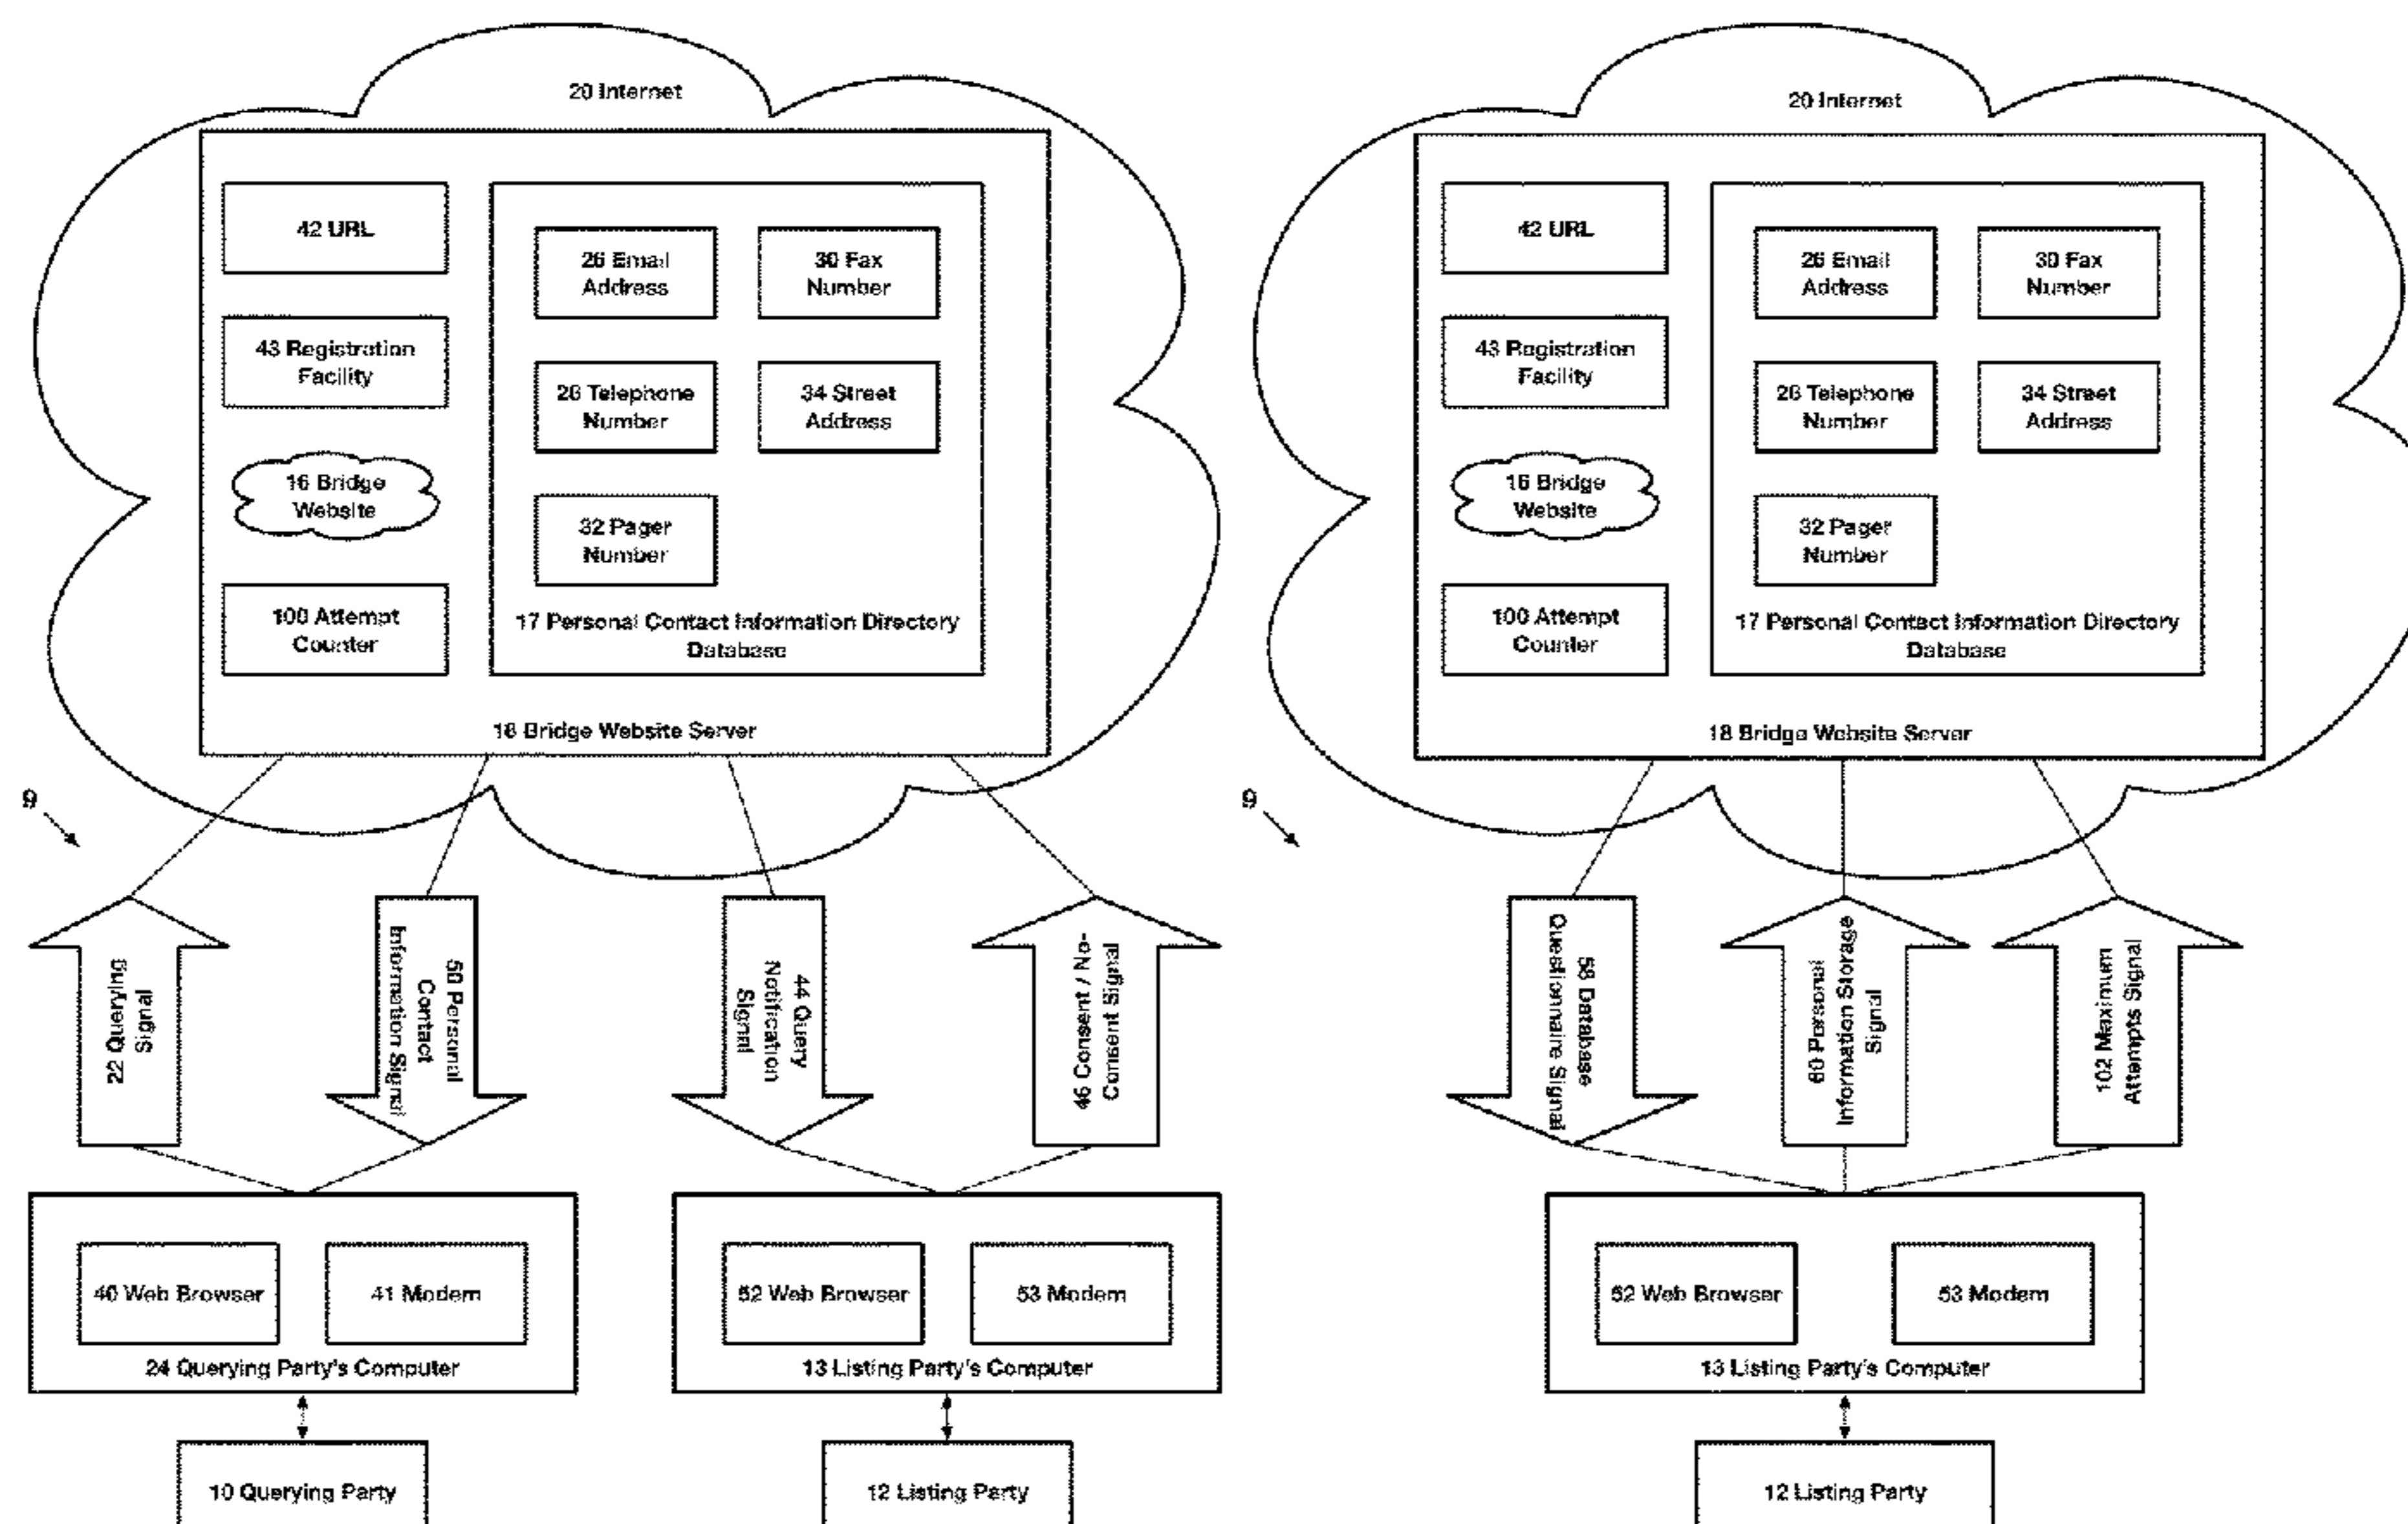 20 Internet
42 URL
26 Email
Address
30 Fax
Number
43 Registration
Facility
28 Telephone
Number
34 Street
Address
16 Bridge
Website
32 Pager
Number
100 Attempt
Counter
17 Personal Contact Information Directory
Database
18 Bridge Website Server
9
22 Querying
Signal
50 Personal
Contact
Information Signal
44 Query
Notification
Signal
46 Consent / No-
Consent Signal
40 Web Browser
41 Modem
24 Querying Party's Computer
10 Querying Party
52 Web Browser
53 Modem
13 Listing Party's Computer
12 Listing Party
20 Internet
42 URL
26 Email
Address
30 Fax
Number
43 Registration
Facility
28 Telephone
Number
34 Street
Address
16 Bridge
Website
32 Pager
Number
100 Attempt
Counter
17 Personal Contact Information Directory
Database
18 Bridge Website Server
9
58 Database
Questionnaire Signal
60 Personal
Information Storage
Signal
102 Maximum
Attempts Signal
52 Web Browser
53 Modem
13 Listing Party's Computer
12 Listing Party